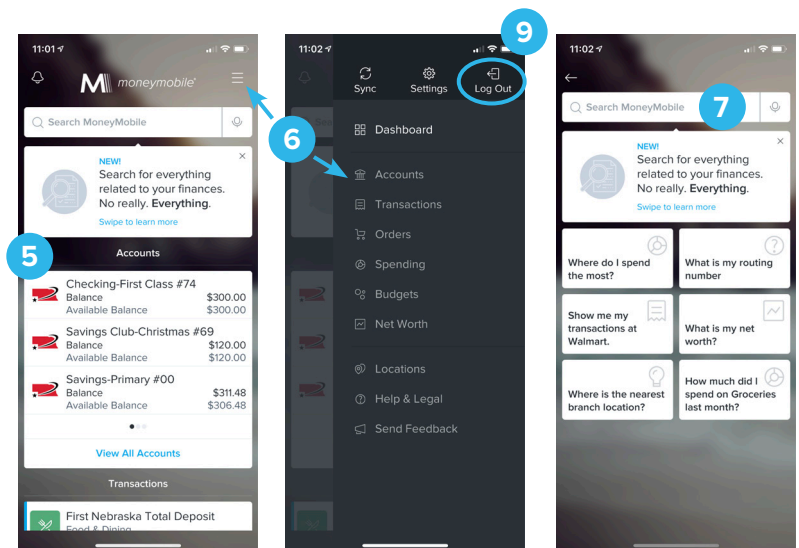 9
11:01
11:02
11:02
M moneymobile
Sync
Settings
Log Out
Search MoneyMobile
Search MoneyMobile
7
6
Dashboard
NEW!
Search for everything
related to your finances.
No really. Everything.
Swipe to learn more
NEW!
Search for everything
related to your finances.
No really. Everything.
Swipe to learn more
Accounts
Transactions
Orders
Spending
Budgets
Net Worth
Locations
Help & Legal
Send Feedback
5
Accounts
Checking-First Class #74
Balance $300.00
Available Balance $300.00
Savings Club-Christmas #69
Balance $120.00
Available Balance $120.00
Savings-Primary #00
Balance $311.48
Available Balance $306.48
View All Accounts
Transactions
First Nebraska Total Deposit
Food & Dining
Where do I spend
the most?
What is my routing
number
Show me my
transactions at
Walmart.
What is my net
worth?
Where is the nearest
branch location?
How much did I
spend on Groceries
last month?